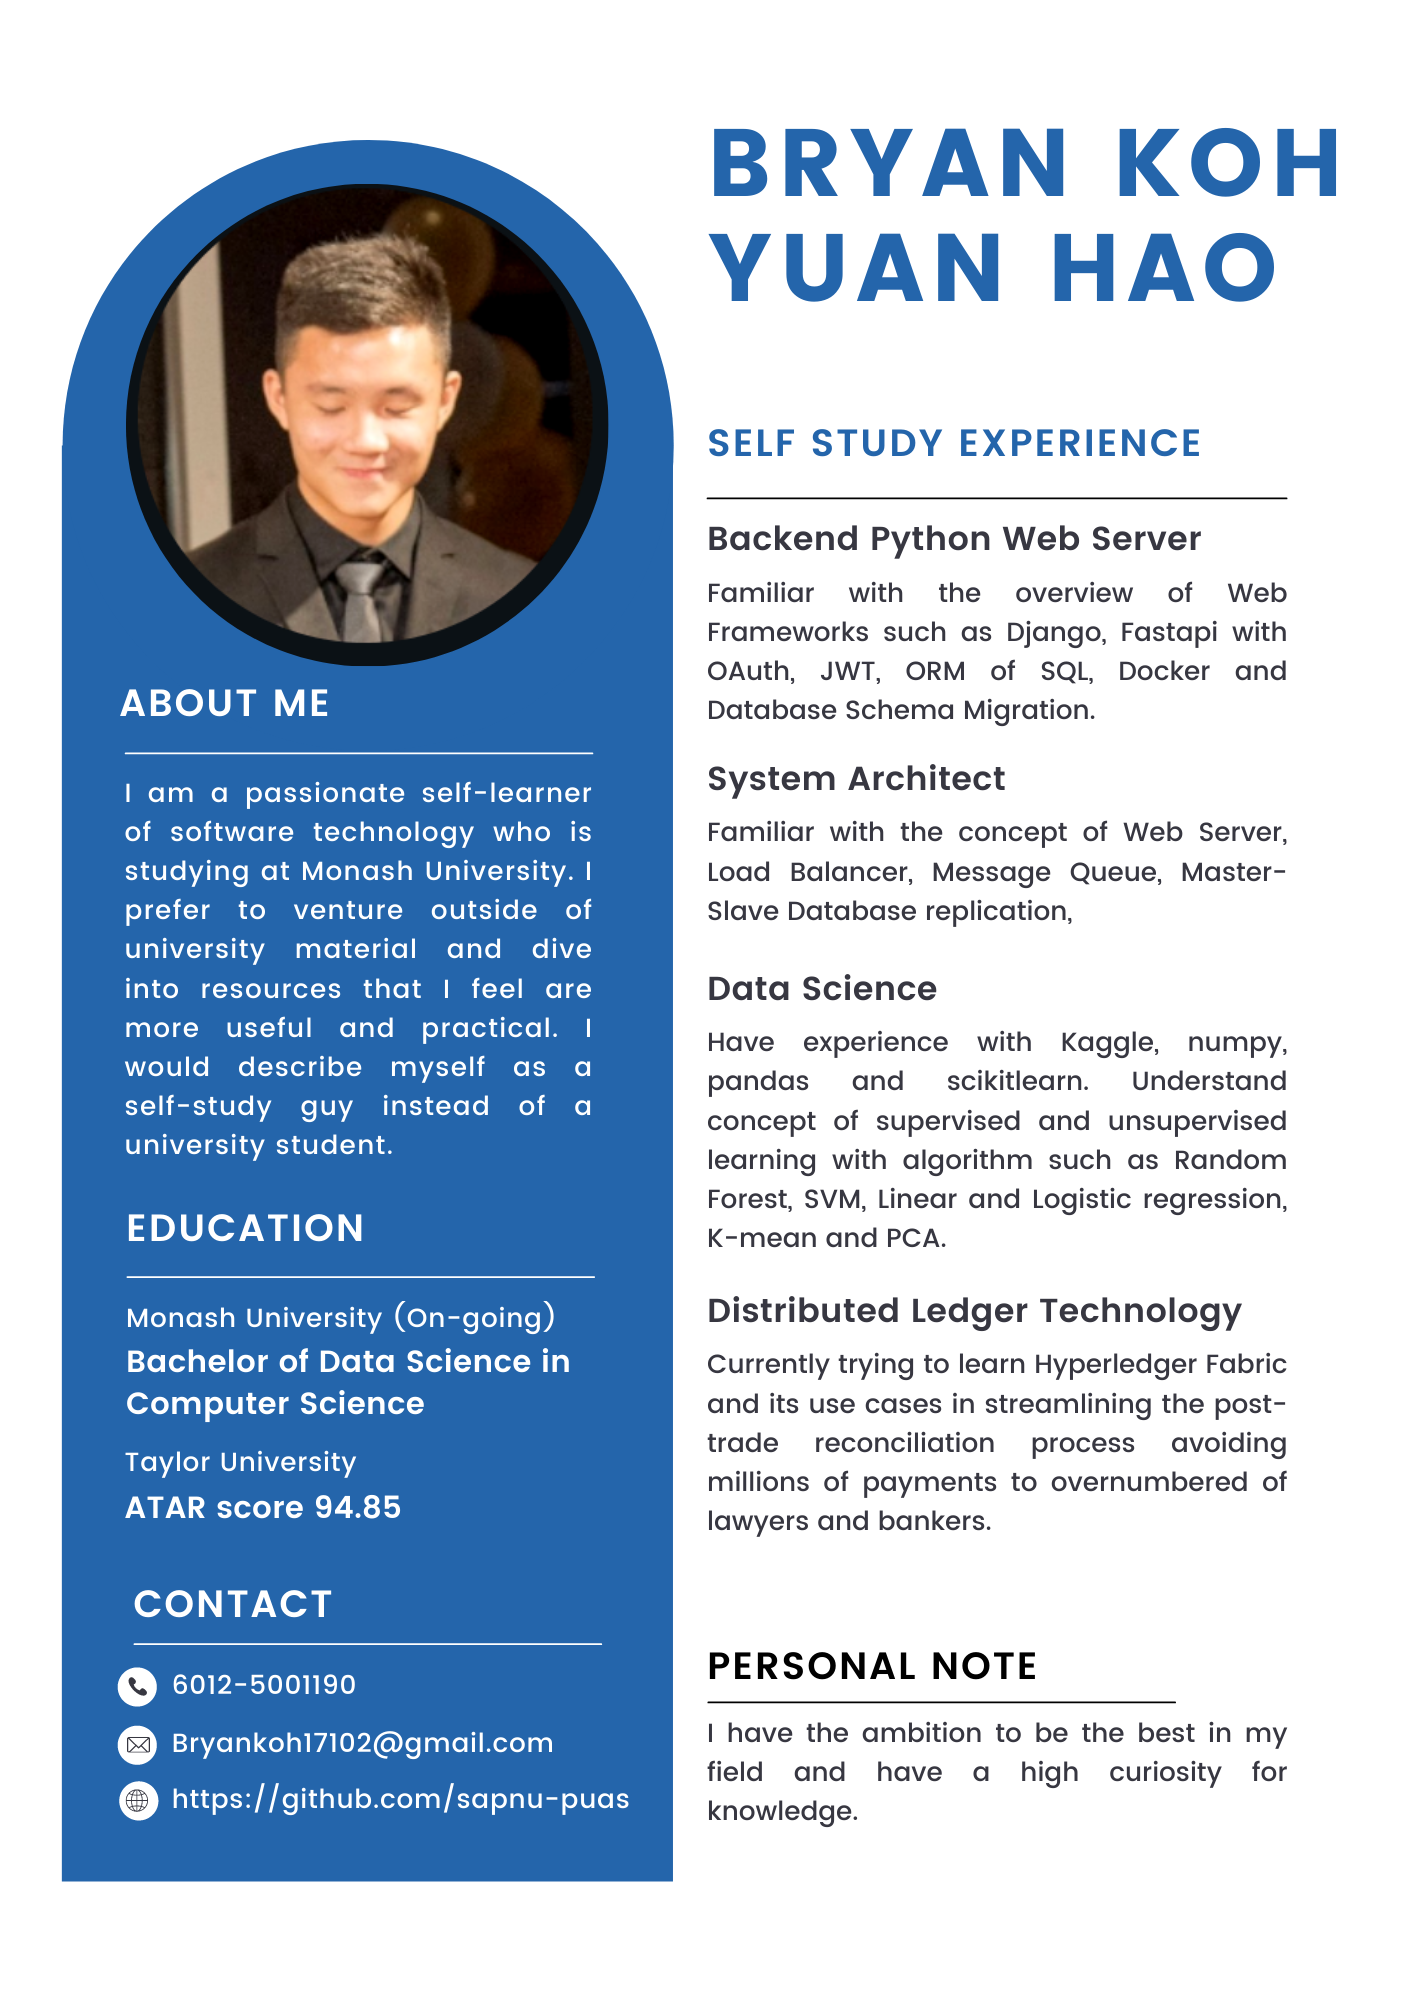 BRYAN KOH
YUAN HAO
ABOUT ME
I am a passionate self-learner
of software technology who is
studying at Monash University. I
prefer to venture outside of
university material and dive
into resources that I feel are
more useful and practical. I
would describe myself as a
self-study guy instead of a
university student.
EDUCATION
Monash University (On-going)
Bachelor of Data Science in
Computer Science
Taylor University
ATAR score 94.85
CONTACT
6012-5001190
Bryankoh17102@gmail.com
https://github.com/sapnu-puas
SELF STUDY EXPERIENCE
Backend Python Web Server
Familiar with the overview of Web
Frameworks such as Django, Fastapi with
OAuth, JWT, ORM of SQL, Docker and
Database Schema Migration.
System Architect
Familiar with the concept of Web Server,
Load Balancer, Message Queue, Master-
Slave Database replication,
Data Science
Have experience with Kaggle, numpy,
pandas and scikitlearn. Understand
concept of supervised and unsupervised
learning with algorithm such as Random
Forest, SVM, Linear and Logistic regression,
K-mean and PCA.
Distributed Ledger Technology
Currently trying to learn Hyperledger Fabric
and its use cases in streamlining the post-
trade reconciliation process avoiding
millions of payments to overnumbered of
lawyers and bankers.
PERSONAL NOTE
I have the ambition to be the best in my
field and have a high curiosity for
knowledge.